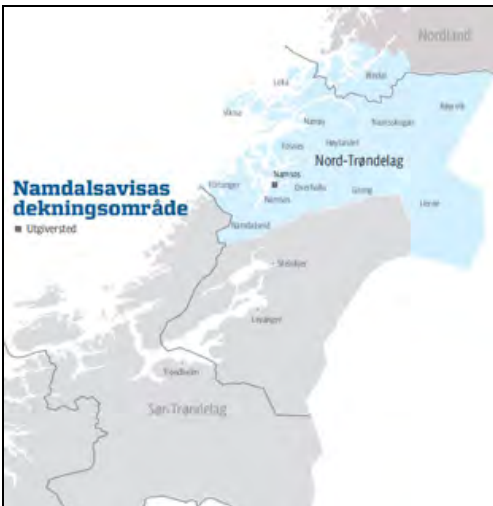 Nordland
Bindal
Leka
Røyrvik
Vikna
Nærøy
Namsskogan
Fosnes
Høylandet
Nord-Trøndelag
Namsos
Overhalla
Grong
Flatanger
Namsos
Lierne
Namdalsavisas
dekningsområde
Utgiversted
Namdalseid
Steinkjer
Levanger
Trondheim
Sør-Trøndelag